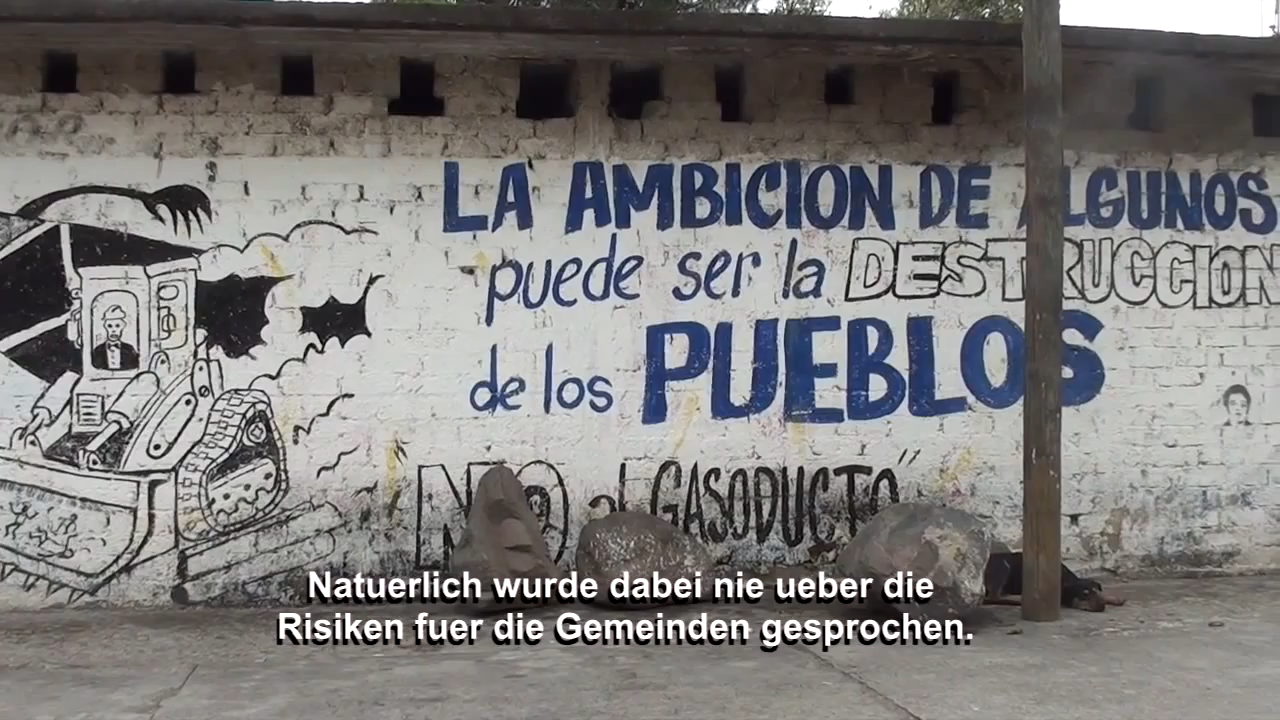 LA AMBICION DE ALGUNOS
puede ser la DESTRUCCION
de los PUEBLOS
NO al GASODUCTO"
Natuerlich wurde dabei nie ueber die
Risiken fuer die Gemeinden gesprochen.